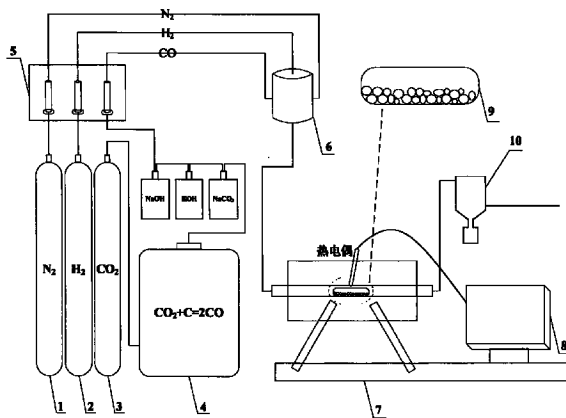 N₂
H₂
CO
5
6
9
10
NaOH
HOH
NaCO₃
N₂
H₂
CO₂
CO₂+C=2CO
热电偶
8
1
2
3
4
7